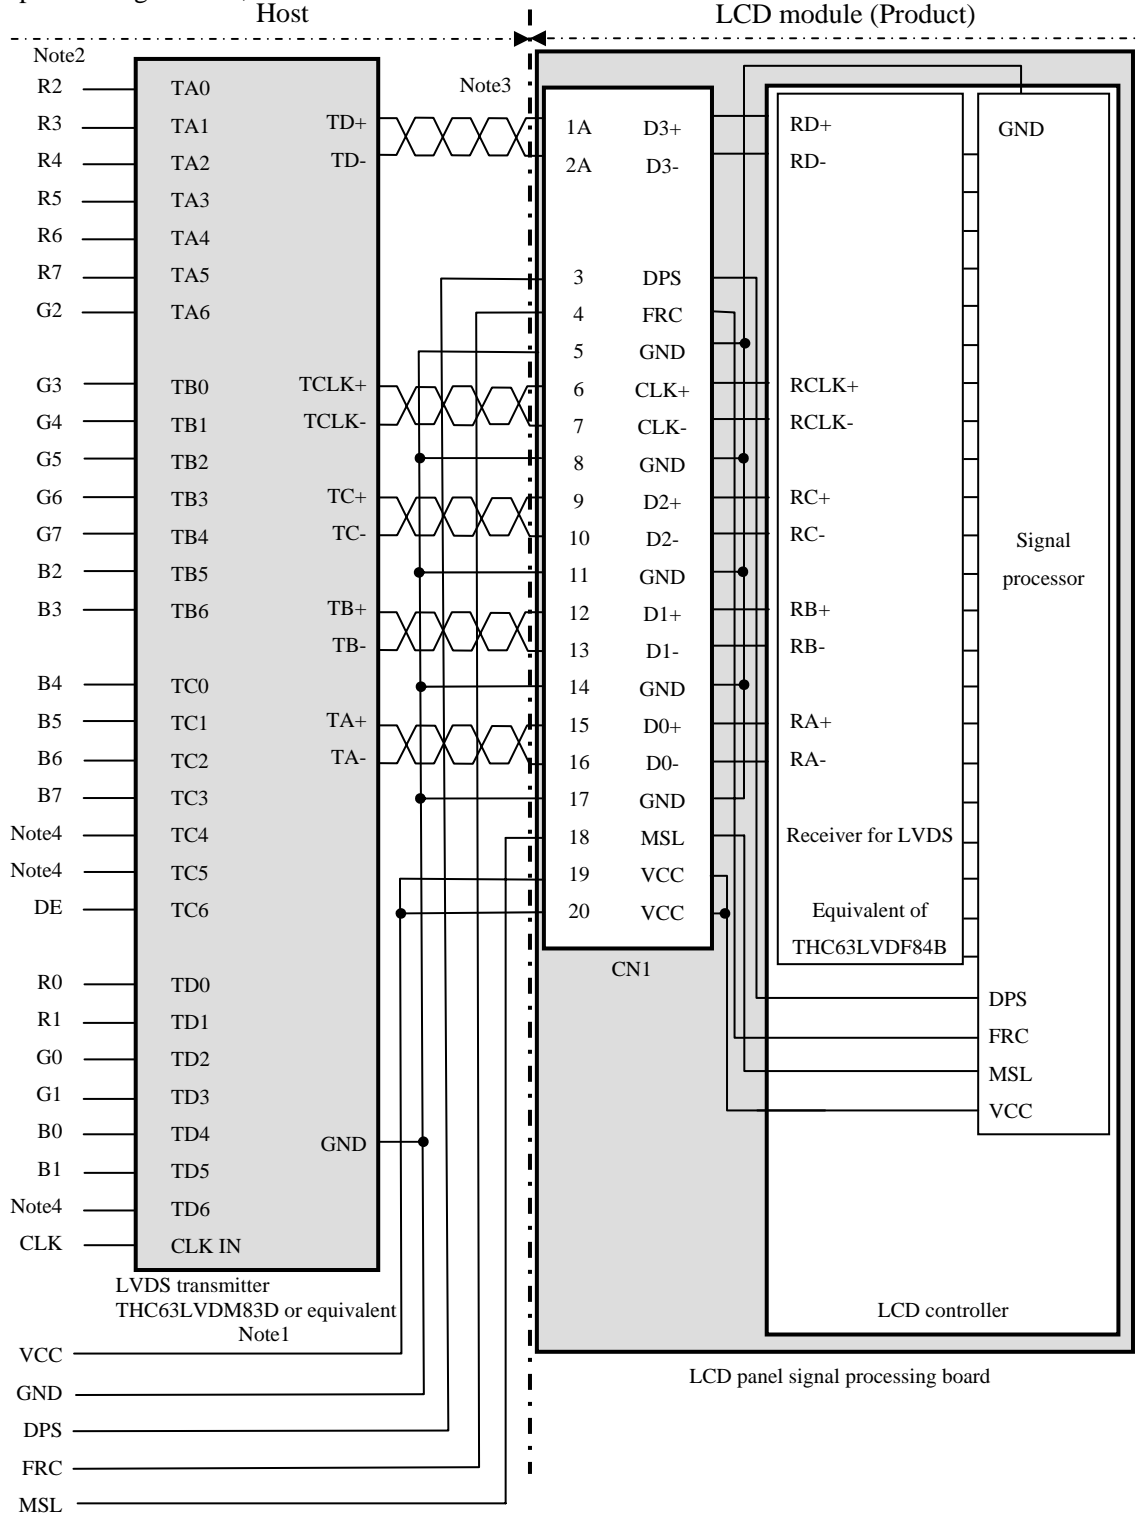 Host
LCD module (Product)
Note2
Note3
R2 TA0
R3 TA1 TD+ 1A D3+ RD+ GND
R4 TA2 TD- 2A D3- RD-
R5 TA3
R6 TA4
R7 TA5 3 DPS
G2 TA6 4 FRC
5 GND
G3 TB0 TCLK+ 6 CLK+ RCLK+
G4 TB1 TCLK- 7 CLK- RCLK-
G5 TB2 8 GND
G6 TB3 TC+ 9 D2+ RC+
G7 TB4 TC- 10 D2- RC- Signal
B2 TB5 11 GND processor
B3 TB6 TB+ 12 D1+ RB+
TB- 13 D1- RB-
B4 TC0 14 GND
B5 TC1 TA+ 15 D0+ RA+
B6 TC2 TA- 16 D0- RA-
B7 TC3 17 GND
Note4 TC4 18 MSL Receiver for LVDS
Note4 TC5 19 VCC
DE TC6 20 VCC Equivalent of
THC63LVDF84B
CN1
R0 TD0 DPS
R1 TD1 FRC
G0 TD2 MSL
G1 TD3 VCC
B0 TD4 GND
B1 TD5
Note4 TD6
CLK CLK IN
LVDS transmitter
THC63LVDM83D or equivalent
Note1
LCD controller
VCC
LCD panel signal processing board
GND
DPS
FRC
MSL